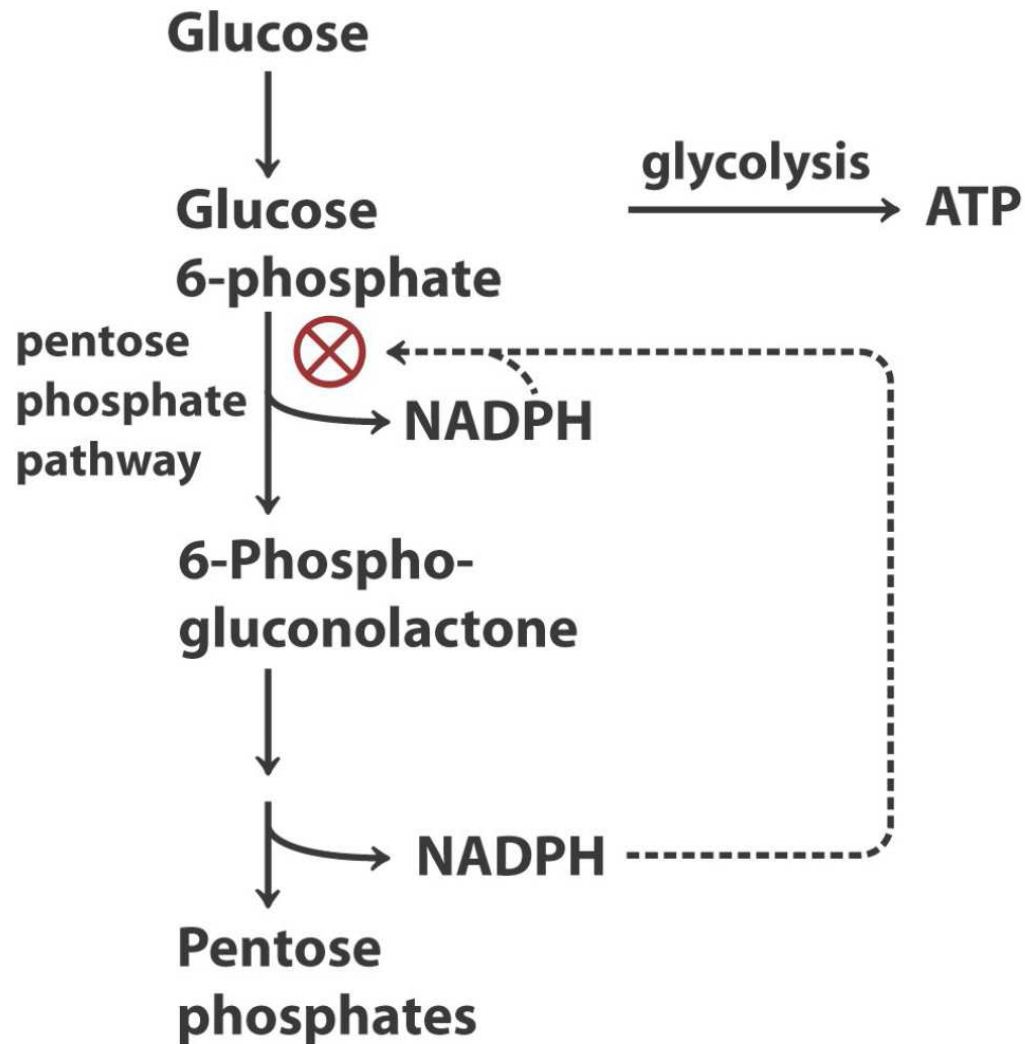 Glucose
Glucose
6-phosphate
glycolysis
ATP
pentose
phosphate
pathway
NADPH
6-Phospho-
gluconolactone
NADPH
Pentose
phosphates